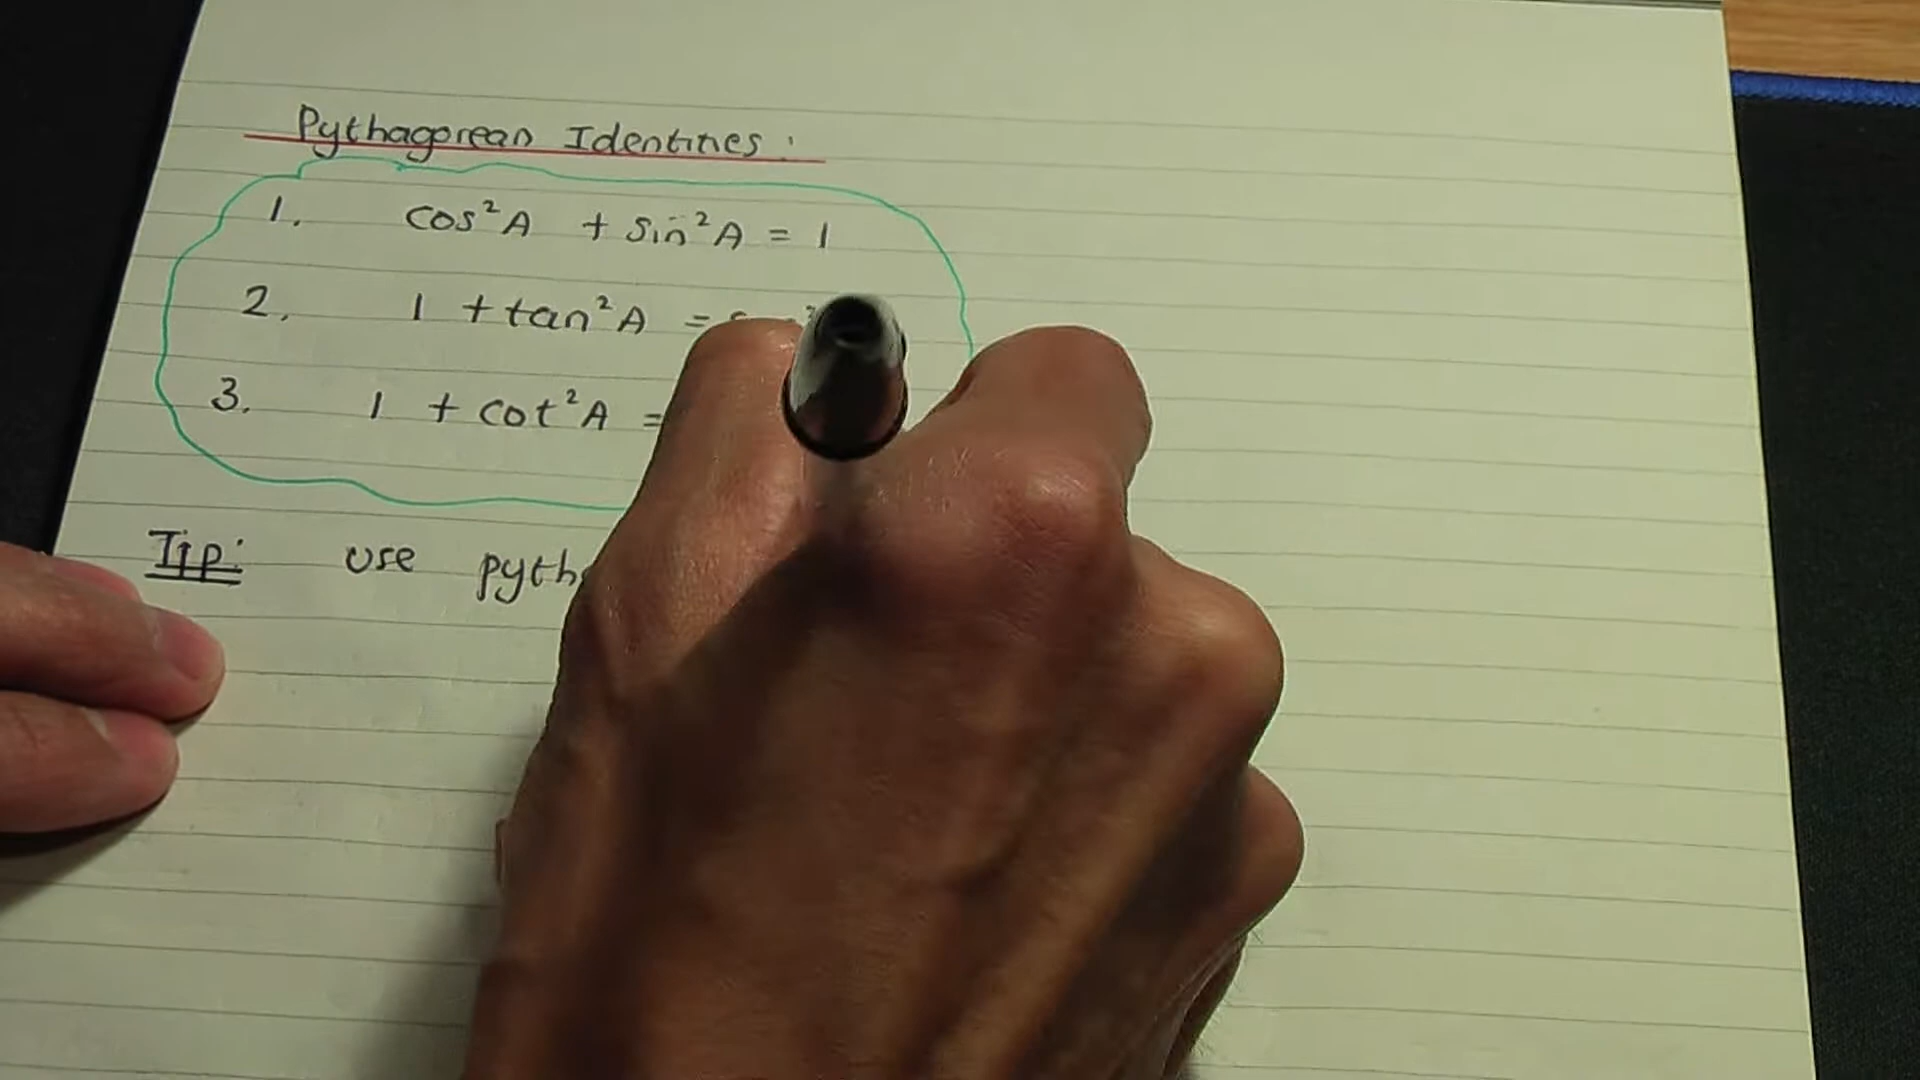 Pythagorean Identities:
1. cos²A + sin²A = 1
2. 1 + tan²A =
3. 1 + cot²A =
Tip: use